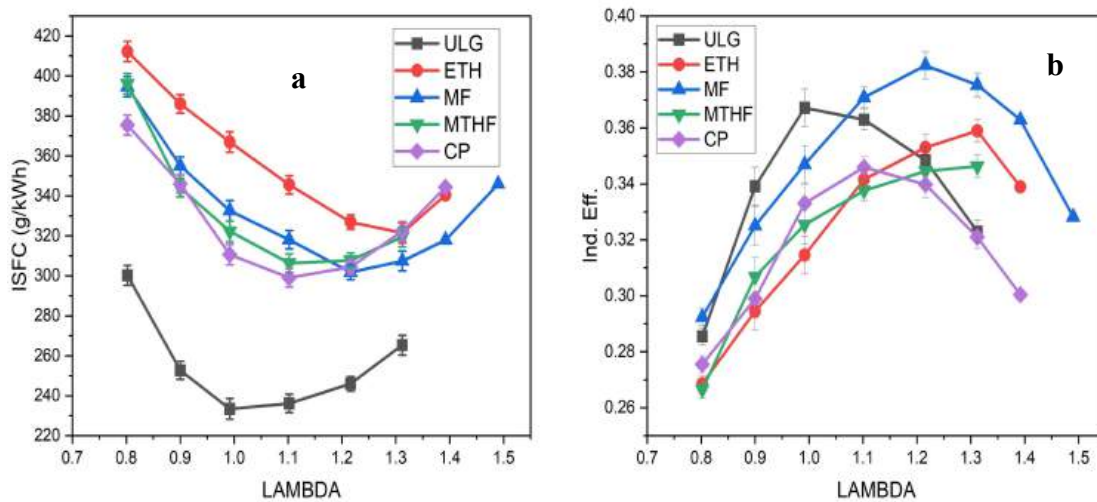 420
400
380
360
340
320
300
280
260
240
220
ISFC (g/kWh)
0.7 0.8 0.9 1.0 1.1 1.2 1.3 1.4 1.5
LAMBDA
ULG
ETH
MF
MTHF
CP
a
0.40
0.38
0.36
0.34
0.32
0.30
0.28
0.26
Ind. Eff.
0.7 0.8 0.9 1.0 1.1 1.2 1.3 1.4 1.5
LAMBDA
ULG
ETH
MF
MTHF
CP
b